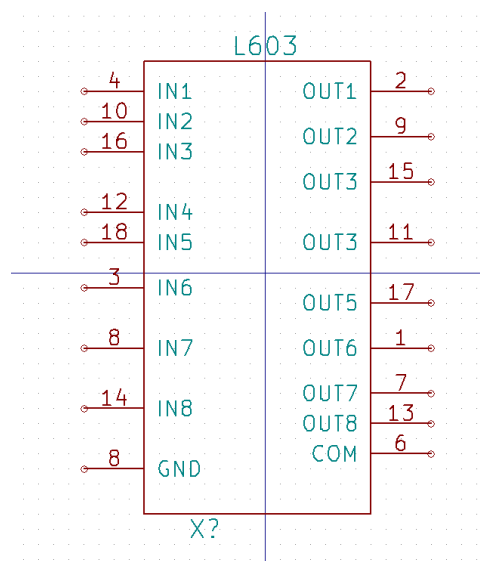 L603
4 IN1 OUT1 2
10 IN2 OUT2 9
16 IN3 OUT3 15
12 IN4
18 IN5 OUT3 11
3 IN6 OUT5 17
8 IN7 OUT6 1
OUT7 7
14 IN8 OUT8 13
COM 6
8 GND
X?